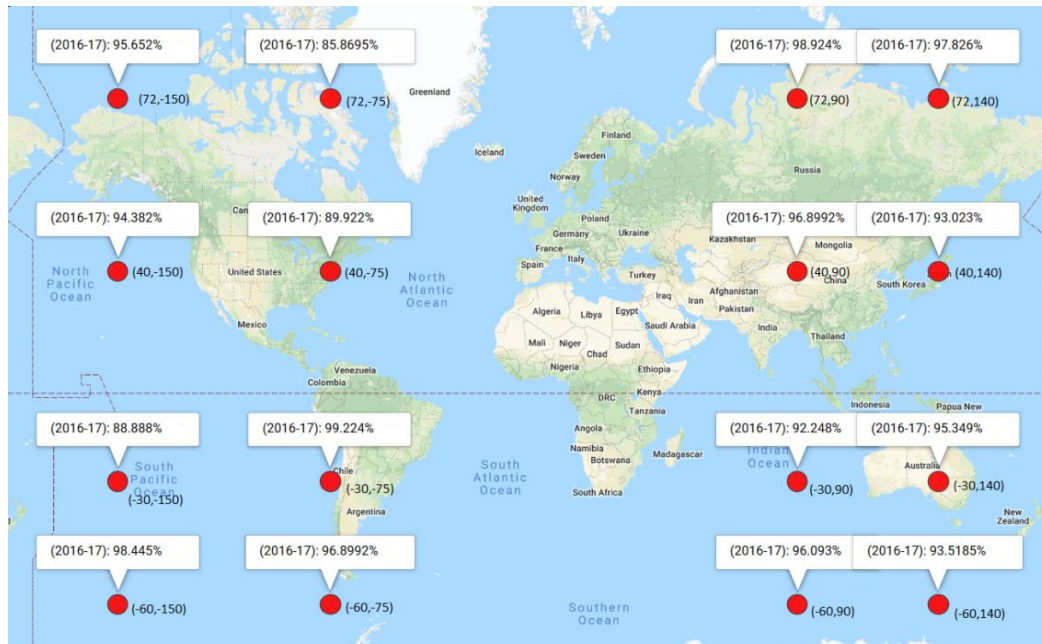 (2016-17): 95.652%
(2016-17): 85.8695%
(2016-17): 98.924%
(2016-17): 97.826%
Greenland
(72,-150)
(72,-75)
(72,90)
(72,140)
Iceland
Finland
Sweden
Norway
Russia
United
Kingdom
(2016-17): 94.382%
(2016-17): 89.922%
(2016-17): 96.8992%
(2016-17): 93.023%
Poland
Germany
Ukraine
France
Kazakhstan
Mongolia
Italy
Spain
Turkey
North
Pacific
Ocean
(40,-150)
United States
(40,-75)
North
Atlantic
Ocean
(40,90)
China
(40,140)
South Korea
Afghanistan
Iraq
Iran
Pakistan
Algeria
Libya
Egypt
Saudi Arabia
India
Mexico
Mali
Niger
Chad
Sudan
Thailand
Nigeria
Ethiopia
Venezuela
Colombia
DRC
Kenya
Tanzania
Indonesia
Papua New
(2016-17): 88.888%
(2016-17): 99.224%
(2016-17): 92.248%
(2016-17): 95.349%
Angola
Namibia
Botswana
Madagascar
South
Pacific
Ocean
Chile
South
Atlantic
Ocean
Indian
Ocean
Australia
(-30,-150)
(-30,-75)
(-30,90)
(-30,140)
South Africa
Argentina
New
Zealand
(2016-17): 98.445%
(2016-17): 96.8992%
(2016-17): 96.093%
(2016-17): 93.5185%
(-60,-150)
(-60,-75)
Southern
Ocean
(-60,90)
(-60,140)